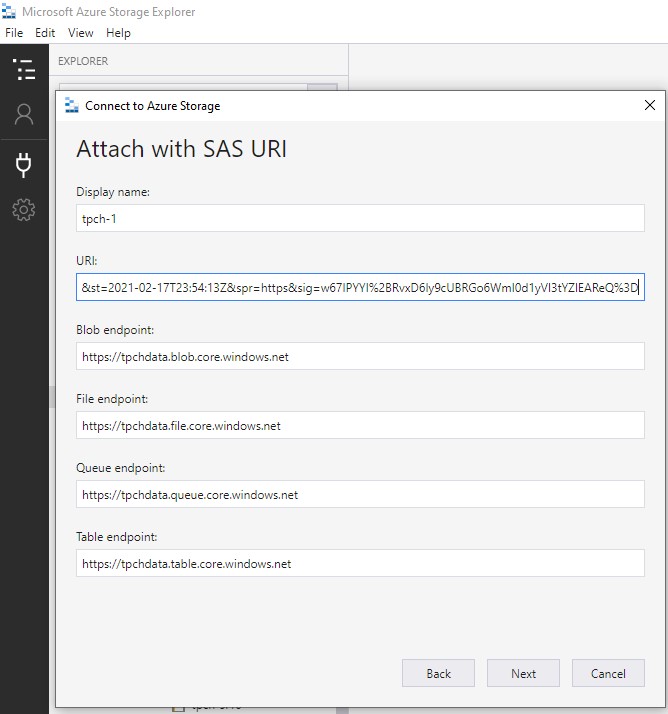 Microsoft Azure Storage Explorer
File Edit View Help
EXPLORER
Connect to Azure Storage
Attach with SAS URI
Display name:
tpch-1
URI:
&st=2021-02-17T23:54:13Z&spr=https&sig=w67IPYYI%2BRvxD6Iy9cUBRGo6WmI0d1yVI3tYZIEAReQ%3D
Blob endpoint:
https://tpchdata.blob.core.windows.net
File endpoint:
https://tpchdata.file.core.windows.net
Queue endpoint:
https://tpchdata.queue.core.windows.net
Table endpoint:
https://tpchdata.table.core.windows.net
Back Next Cancel